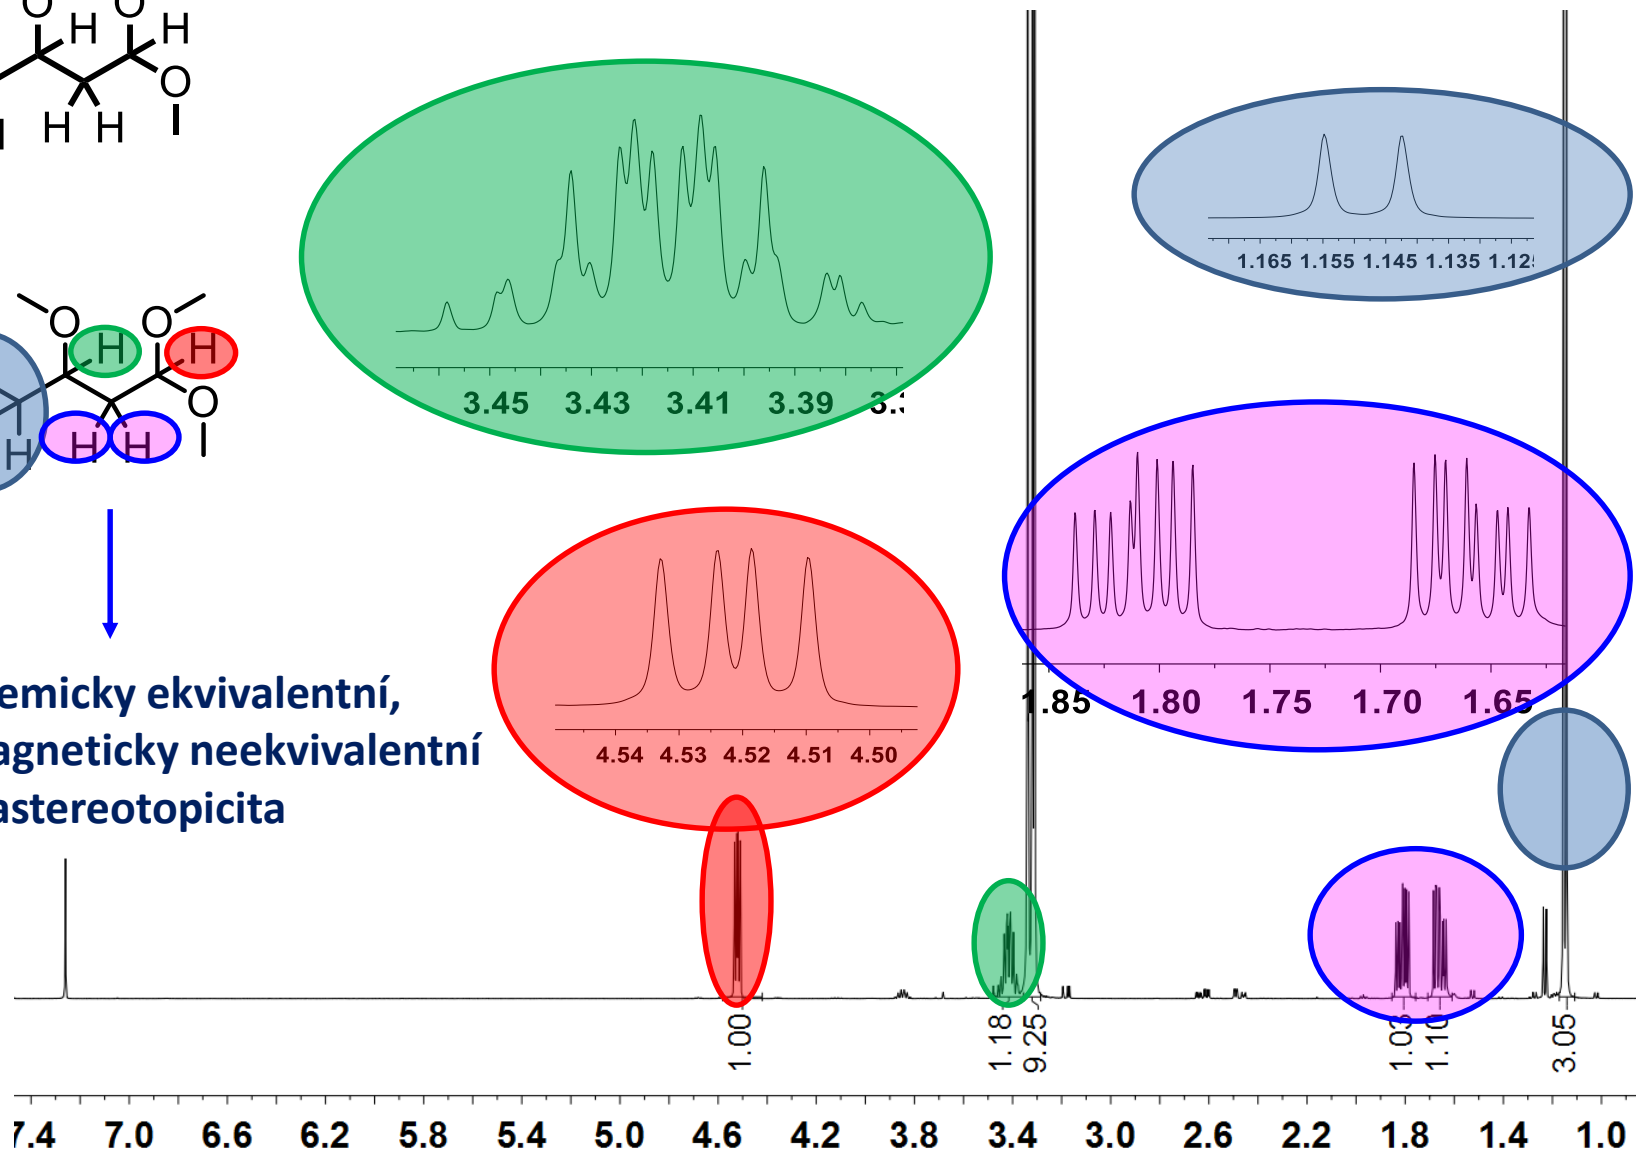 O O
H H
O
H H
O O
H H
O
H H H
3.45 3.43 3.41 3.39
1.165 1.155 1.145 1.135 1.125
1.85 1.80 1.75 1.70 1.65
4.54 4.53 4.52 4.51 4.50
emicky ekvivalentní,
agneticky neekvivalentní
astereotopicita
1.00 1.18 9.25 1.03 1.10 3.05
7.4 7.0 6.6 6.2 5.8 5.4 5.0 4.6 4.2 3.8 3.4 3.0 2.6 2.2 1.8 1.4 1.0